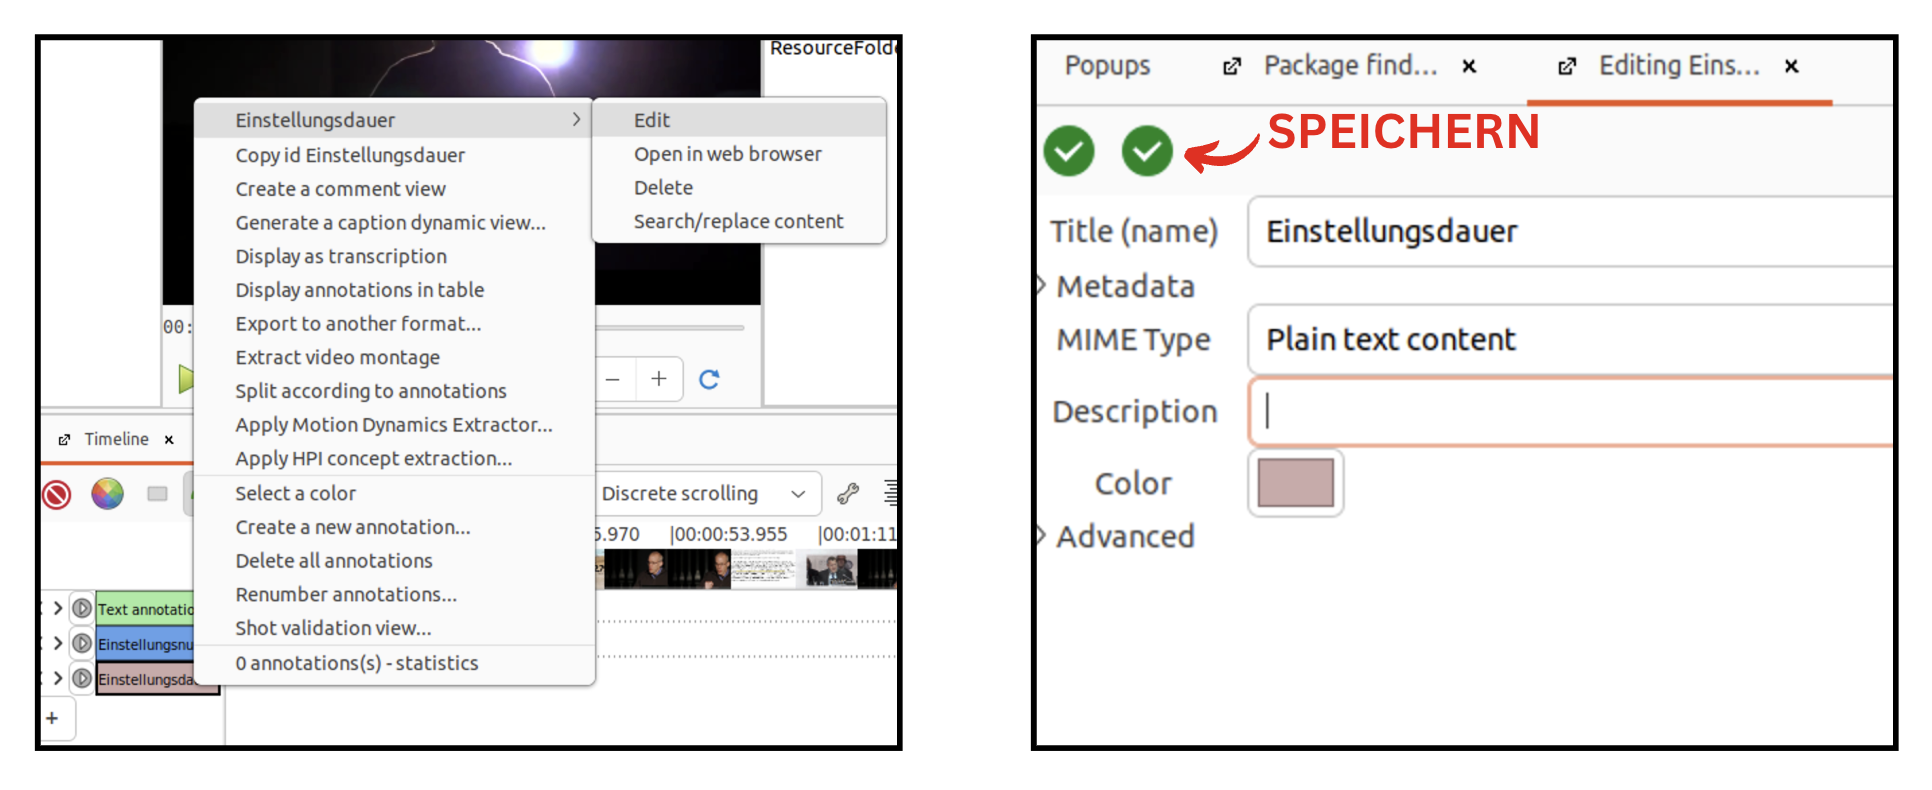 ResourceFold
Einstellungsdauer
Edit
Copy id Einstellungsdauer
Open in web browser
Create a comment view
Delete
Generate a caption dynamic view...
Search/replace content
Display as transcription
Display annotations in table
Export to another format...
00:
Extract video montage
Split according to annotations
Apply Motion Dynamics Extractor...
Timeline
Apply HPI concept extraction...
Select a color
Discrete scrolling
Create a new annotation...
5.970 |00:00:53.955 |00:01:11
Delete all annotations
Renumber annotations...
Text annotatio
Shot validation view...
Einstellungsnu
0 annotations(s) - statistics
Einstellungsda
Popups
Package find...
Editing Eins...
SPEICHERN
Title (name) Einstellungsdauer
Metadata
MIME Type Plain text content
Description
Color
Advanced